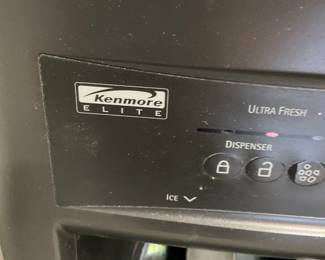 Kenmore
ELITE
ULTRA FRESH
DISPENSER
ICE